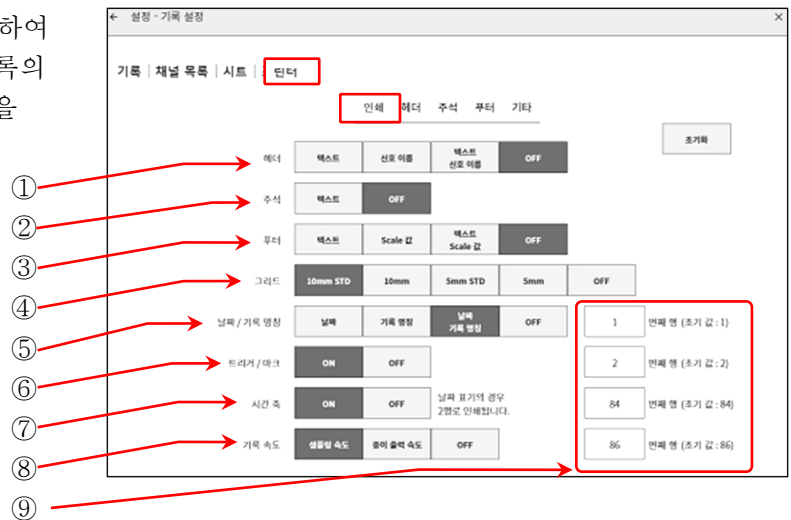 하여
록의
을
← 설정 - 기록 설정 ×
기록 | 채널 목록 | 시트 | 프린터
인쇄 헤더 주석 푸터 기타
초기화
① 헤더 텍스트 신호 이름 텍스트 신호 이름 OFF
② 주석 텍스트 OFF
③ 푸터 텍스트 Scale 값 텍스트 Scale 값 OFF
④ 그리드 10mm STD 10mm 5mm STD 5mm OFF
⑤ 날짜 / 기록 명칭 날짜 기록 명칭 날짜 기록 명칭 OFF 1 번째 행 (초기 값 : 1)
⑥ 트리거 / 마크 ON OFF 2 번째 행 (초기 값 : 2)
⑦ 시간 축 ON OFF 날짜 표기의 경우 2행로 인쇄됩니다. 84 번째 행 (초기 값 : 84)
⑧ 기록 속도 샘플링 속도 종이 출력 속도 OFF 86 번째 행 (초기 값 : 86)
⑨